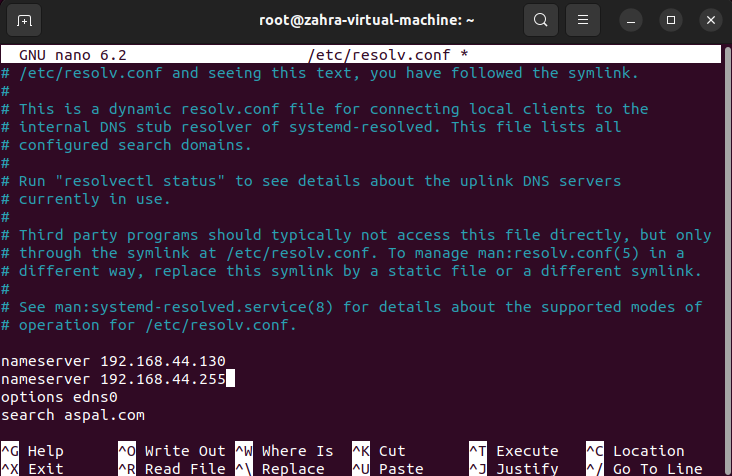 root@zahra-virtual-machine: ~
GNU nano 6.2 /etc/resolv.conf *
# /etc/resolv.conf and seeing this text, you have followed the symlink.
#
# This is a dynamic resolv.conf file for connecting local clients to the
# internal DNS stub resolver of systemd-resolved. This file lists all
# configured search domains.
#
# Run "resolvectl status" to see details about the uplink DNS servers
# currently in use.
#
# Third party programs should typically not access this file directly, but only
# through the symlink at /etc/resolv.conf. To manage man:resolv.conf(5) in a
# different way, replace this symlink by a static file or a different symlink.
#
# See man:systemd-resolved.service(8) for details about the supported modes of
# operation for /etc/resolv.conf.
nameserver 192.168.44.130
nameserver 192.168.44.255
options edns0
search aspal.com
^G Help ^O Write Out ^W Where Is ^K Cut ^T Execute ^C Location
^X Exit ^R Read File ^\ Replace ^U Paste ^J Justify ^/ Go To Line